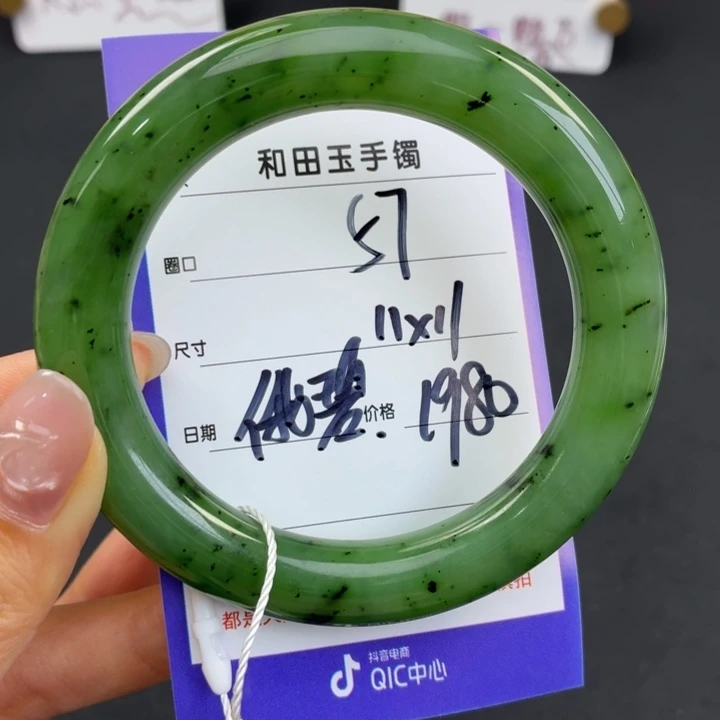 和田玉手镯
圈口 57
尺寸 11x11
日期 俄碧. 价格 1980
都是
抖音电商
QIC中心